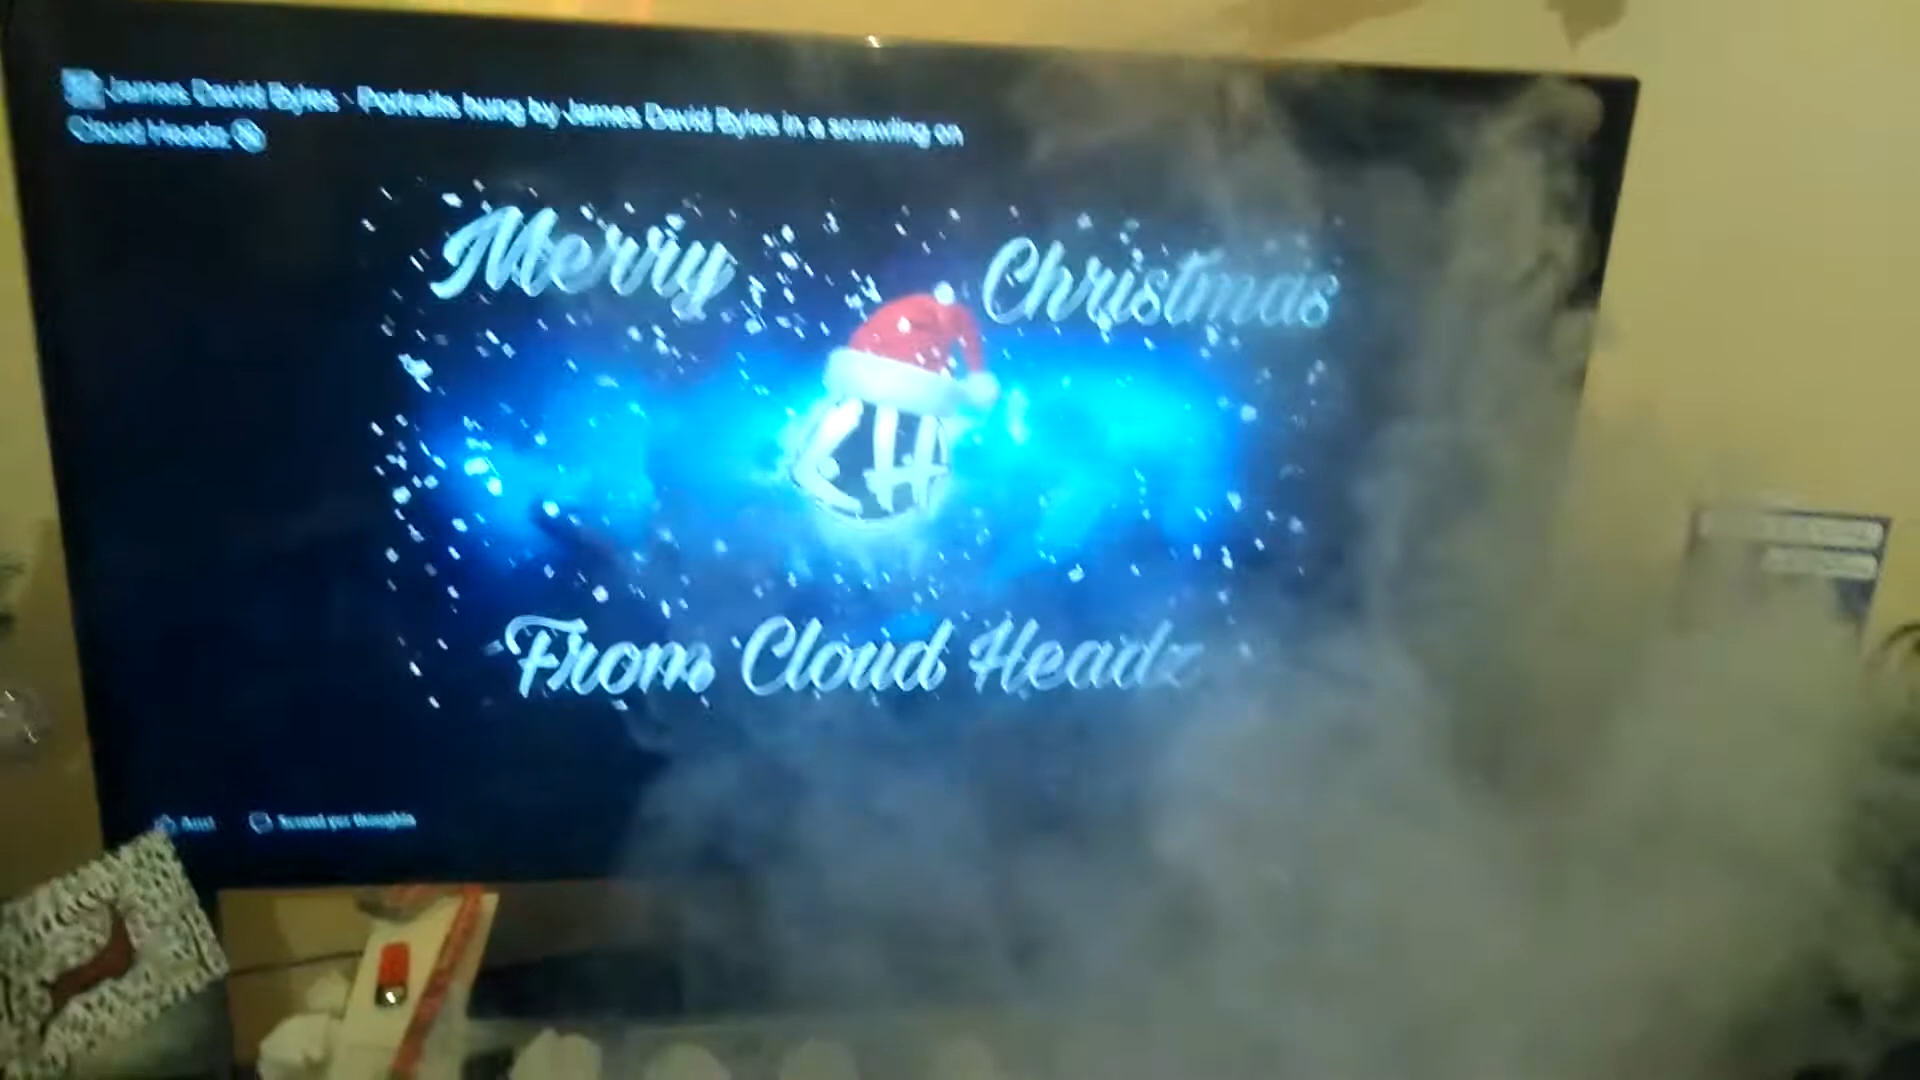 James David Byles · Portraits hung by James David Byles in a scrawling on
Cloud Headz
Merry Christmas
CH
From Cloud Headz